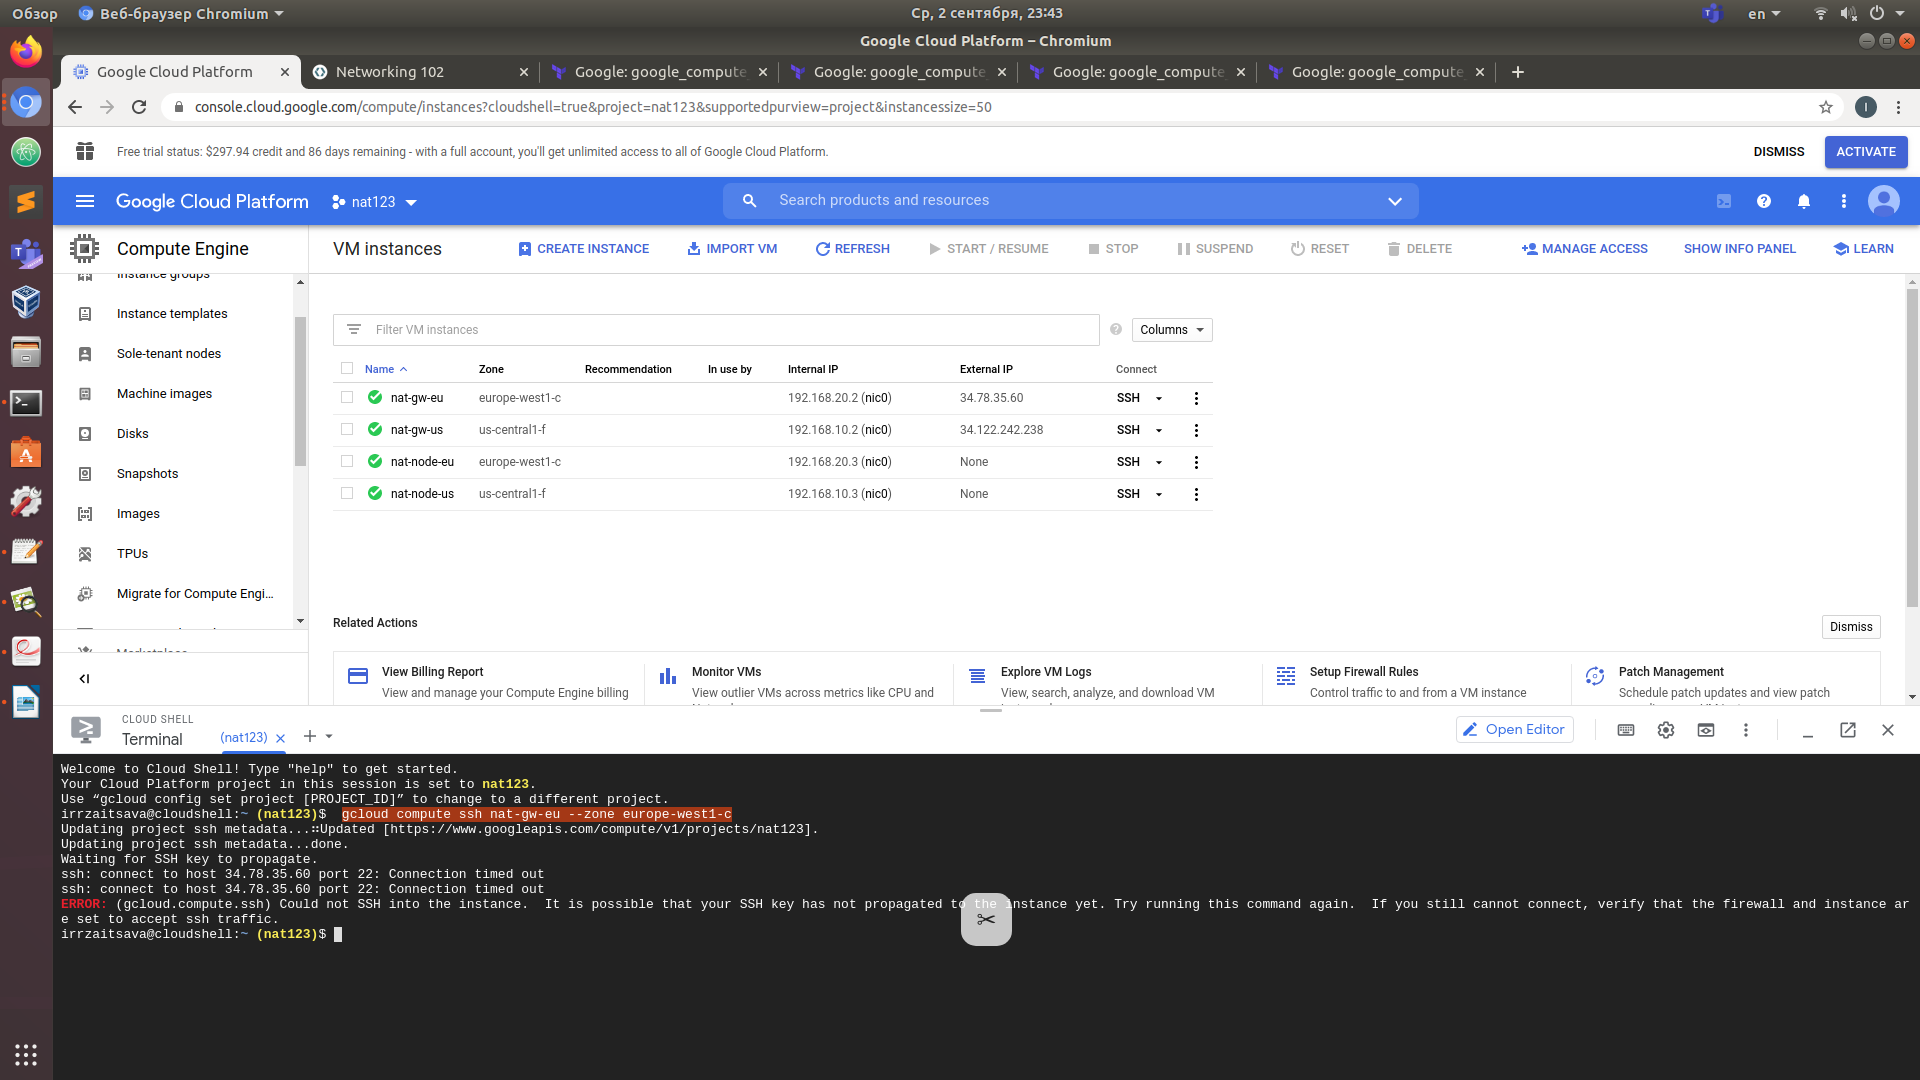 Обзор
Веб-браузер Chromium
Ср, 2 сентября, 23:43
en
Google Cloud Platform – Chromium
Google Cloud Platform
Networking 102
Google: google_compute
Google: google_compute
Google: google_compute
Google: google_compute
console.cloud.google.com/compute/instances?cloudshell=true&project=nat123&supportedpurview=project&instancessize=50
I
Free trial status: $297.94 credit and 86 days remaining - with a full account, you'll get unlimited access to all of Google Cloud Platform.
DISMISS
ACTIVATE
Google Cloud Platform
nat123
Search products and resources
Compute Engine
VM instances
CREATE INSTANCE
IMPORT VM
REFRESH
START / RESUME
STOP
SUSPEND
RESET
DELETE
MANAGE ACCESS
SHOW INFO PANEL
LEARN
Instance groups
Instance templates
Sole-tenant nodes
Machine images
Disks
Snapshots
Images
TPUs
Migrate for Compute Engi...
Marketplace
Filter VM instances
Columns
Name Zone Recommendation In use by Internal IP External IP Connect
nat-gw-eu europe-west1-c 192.168.20.2 (nic0) 34.78.35.60 SSH
nat-gw-us us-central1-f 192.168.10.2 (nic0) 34.122.242.238 SSH
nat-node-eu europe-west1-c 192.168.20.3 (nic0) None SSH
nat-node-us us-central1-f 192.168.10.3 (nic0) None SSH
Related Actions
Dismiss
View Billing Report
View and manage your Compute Engine billing
Monitor VMs
View outlier VMs across metrics like CPU and
Explore VM Logs
View, search, analyze, and download VM
Setup Firewall Rules
Control traffic to and from a VM instance
Patch Management
Schedule patch updates and view patch
CLOUD SHELL
Terminal
(nat123)
Open Editor
Welcome to Cloud Shell! Type "help" to get started.
Your Cloud Platform project in this session is set to nat123.
Use “gcloud config set project [PROJECT_ID]” to change to a different project.
irrzaitsava@cloudshell:~ (nat123)$ gcloud compute ssh nat-gw-eu --zone europe-west1-c
Updating project ssh metadata...⠶Updated [https://www.googleapis.com/compute/v1/projects/nat123].
Updating project ssh metadata...done.
Waiting for SSH key to propagate.
ssh: connect to host 34.78.35.60 port 22: Connection timed out
ssh: connect to host 34.78.35.60 port 22: Connection timed out
ERROR: (gcloud.compute.ssh) Could not SSH into the instance.  It is possible that your SSH key has not propagated to the instance yet. Try running this command again.  If you still cannot connect, verify that the firewall and instance ar
e set to accept ssh traffic.
irrzaitsava@cloudshell:~ (nat123)$